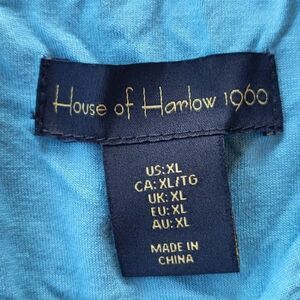 House of Harlow 1960
US:XL
CA: XL/TG
UK: XL
EU: XL
AU: XL
MADE IN
CHINA